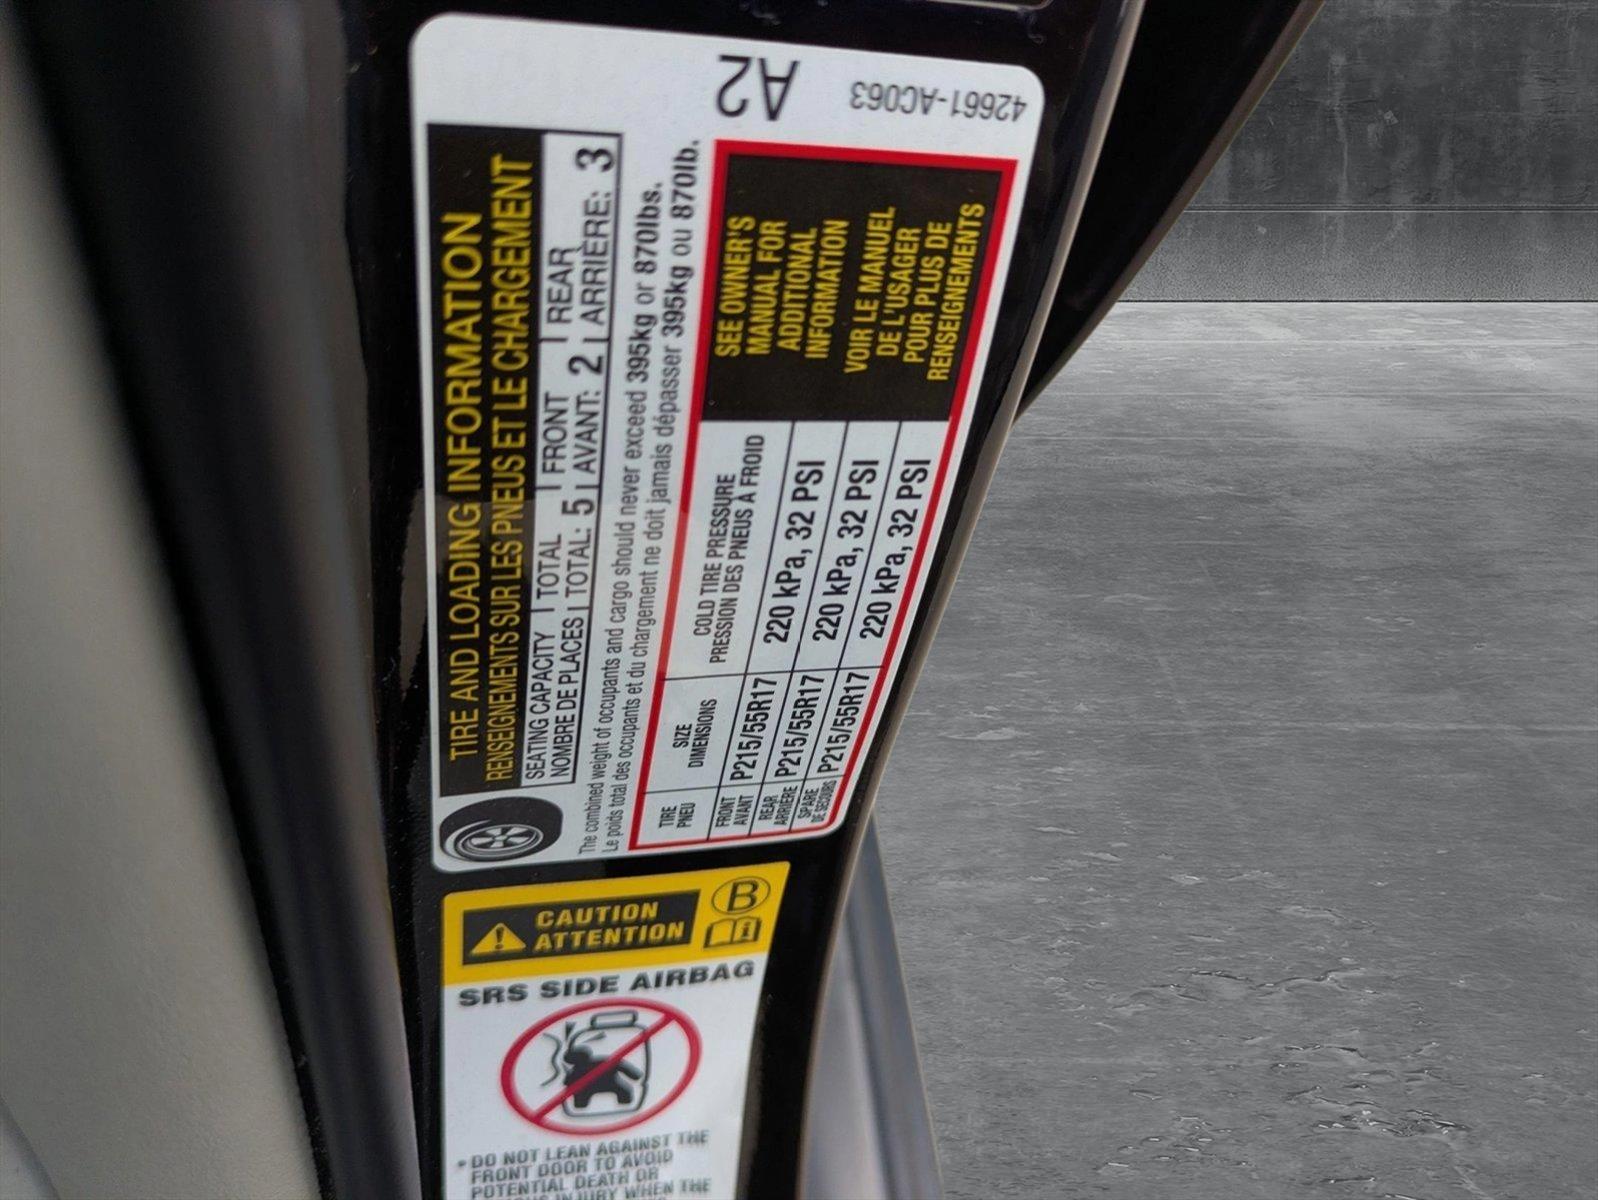 A2
42661-AC063
TIRE AND LOADING INFORMATION
RENSEIGNEMENTS SUR LES PNEUS ET LE CHARGEMENT
SEATING CAPACITY | TOTAL | FRONT | REAR
NOMBRE DE PLACES | TOTAL: 5 | AVANT: 2 | ARRIÈRE: 3
The combined weight of occupants and cargo should never exceed 395kg or 870lbs.
Le poids total des occupants et du chargement ne doit jamais dépasser 395kg ou 870lb.
TIRE
PNEU
SIZE
DIMENSIONS
COLD TIRE PRESSURE
PRESSION DES PNEUS À FROID
FRONT
AVANT
P215/55R17
220 kPa, 32 PSI
REAR
ARRIÈRE
P215/55R17
220 kPa, 32 PSI
SPARE
DE SECOURS
P215/55R17
220 kPa, 32 PSI
SEE OWNER'S
MANUAL FOR
ADDITIONAL
INFORMATION
VOIR LE MANUEL
DE L'USAGER
POUR PLUS DE
RENSEIGNEMENTS
CAUTION
ATTENTION
B
SRS SIDE AIRBAG
• DO NOT LEAN AGAINST THE
FRONT DOOR TO AVOID
POTENTIAL DEATH OR
INJURY WHEN THE